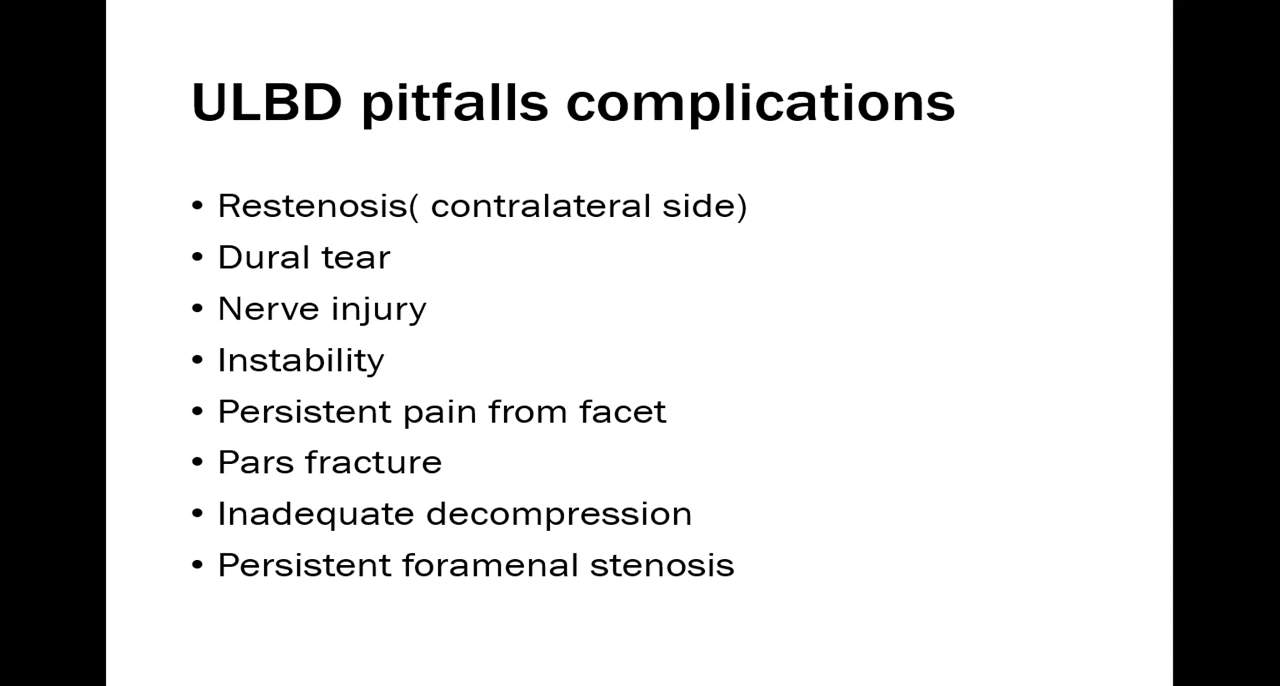 ULBD pitfalls complications
• Restenosis( contralateral side)
• Dural tear
• Nerve injury
• Instability
• Persistent pain from facet
• Pars fracture
• Inadequate decompression
• Persistent foramenal stenosis